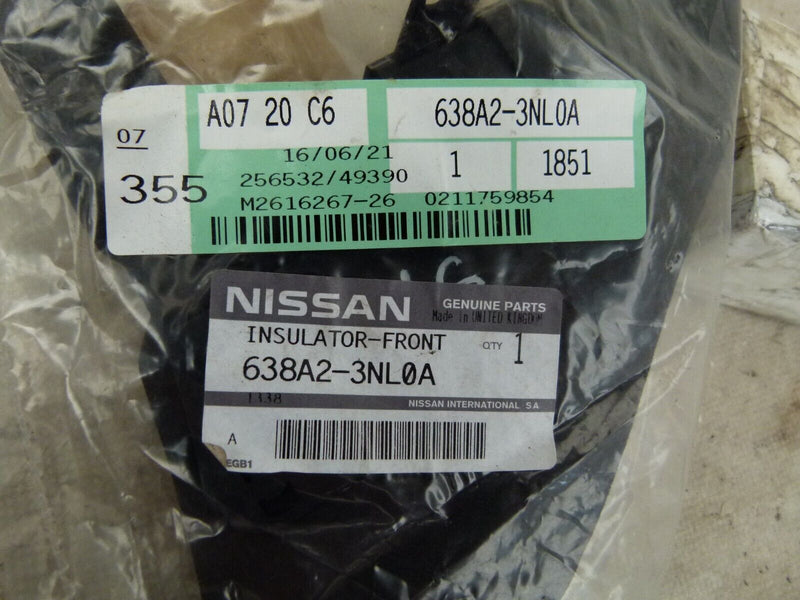 07
355
A07 20 C6
638A2-3NL0A
16/06/21
1
1851
256532/49390
M2616267-26 0211759854
NISSAN
GENUINE PARTS
Made in UNITED KINGDOM
INSULATOR-FRONT
QTY 1
638A2-3NL0A
1338
NISSAN INTERNATIONAL S.A.
A
EGB1